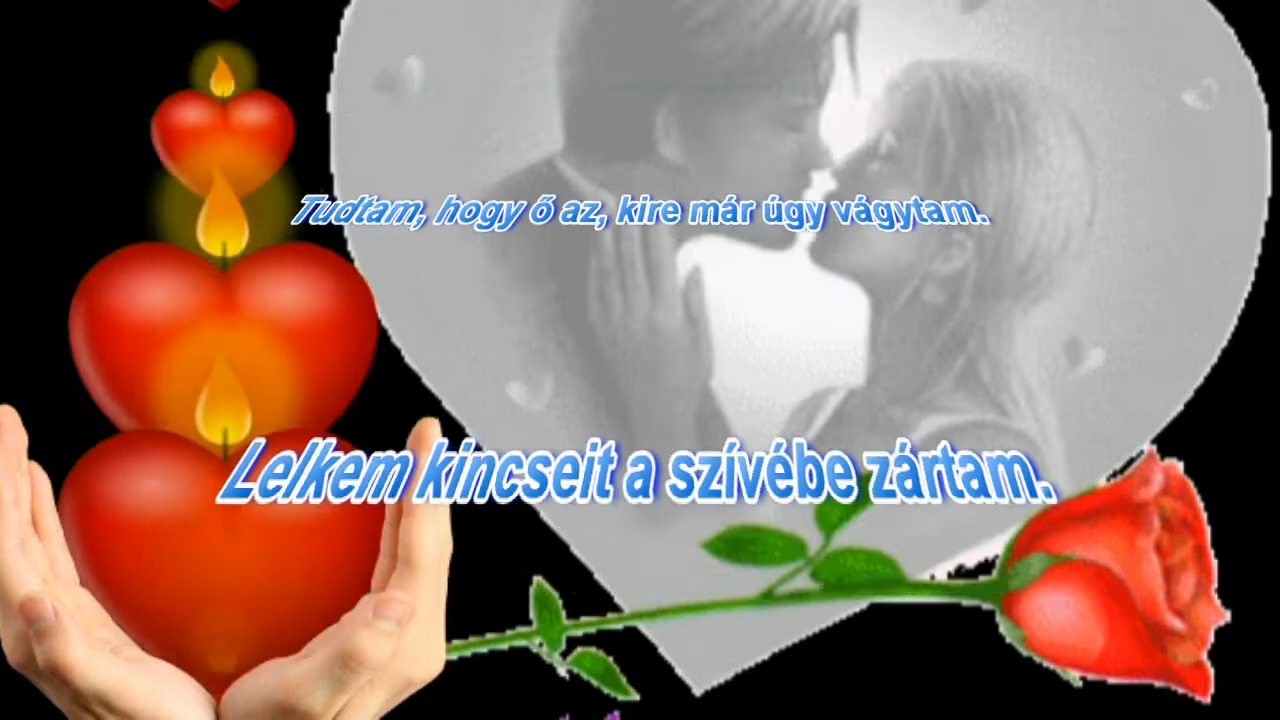 Tudtam, hogy ő az, kire már úgy vágytam.
Lelkem kincseit a szívébe zártam.